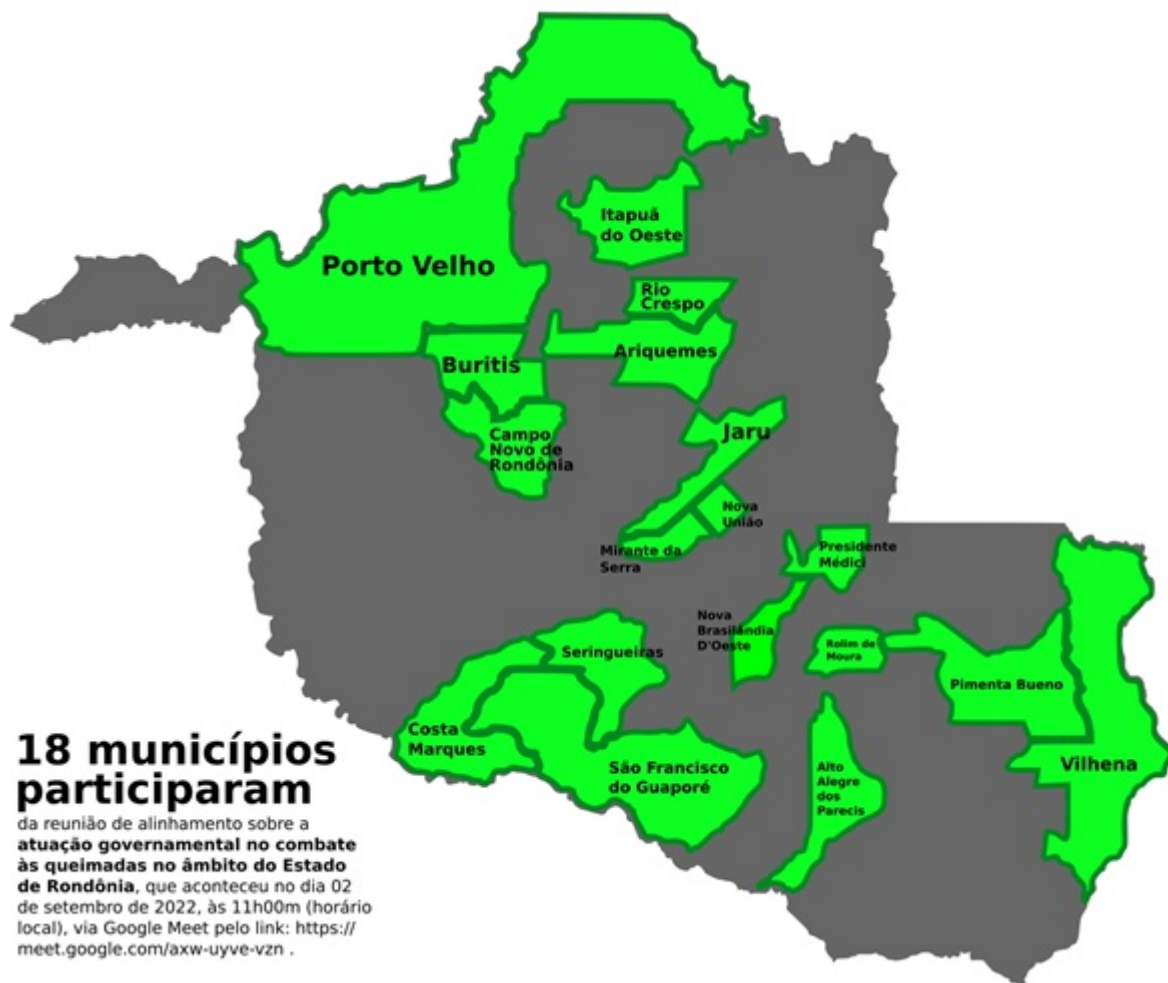 Itapuã
do Oeste
Porto Velho
Rio
Crespo
Ariquemes
Buritis
Campo
Novo de
Rondônia
Jaru
Nova
União
Mirante da
Serra
Presidente
Médici
Nova
Brasilândia
D'Oeste
Rolim de
Moura
Seringueiras
Pimenta Bueno
Costa
Marques
São Francisco
do Guaporé
Alto
Alegre
dos
Parecis
Vilhena
18 municípios
participaram
da reunião de alinhamento sobre a
atuação governamental no combate
às queimadas no âmbito do Estado
de Rondônia, que aconteceu no dia 02
de setembro de 2022, às 11h00m (horário
local), via Google Meet pelo link: https://
meet.google.com/axw-uyve-vzn .